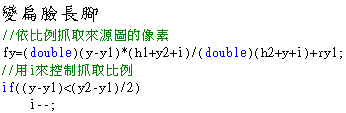 變扁臉長腳
//依比例抓取來源圖的像素
fy=(double)(y-y1)*(h1+y2+i)/(double)(h2+y+i)+ry1;
//用i來控制抓取比例
if((y-y1)<(y2-y1)/2)
i--;